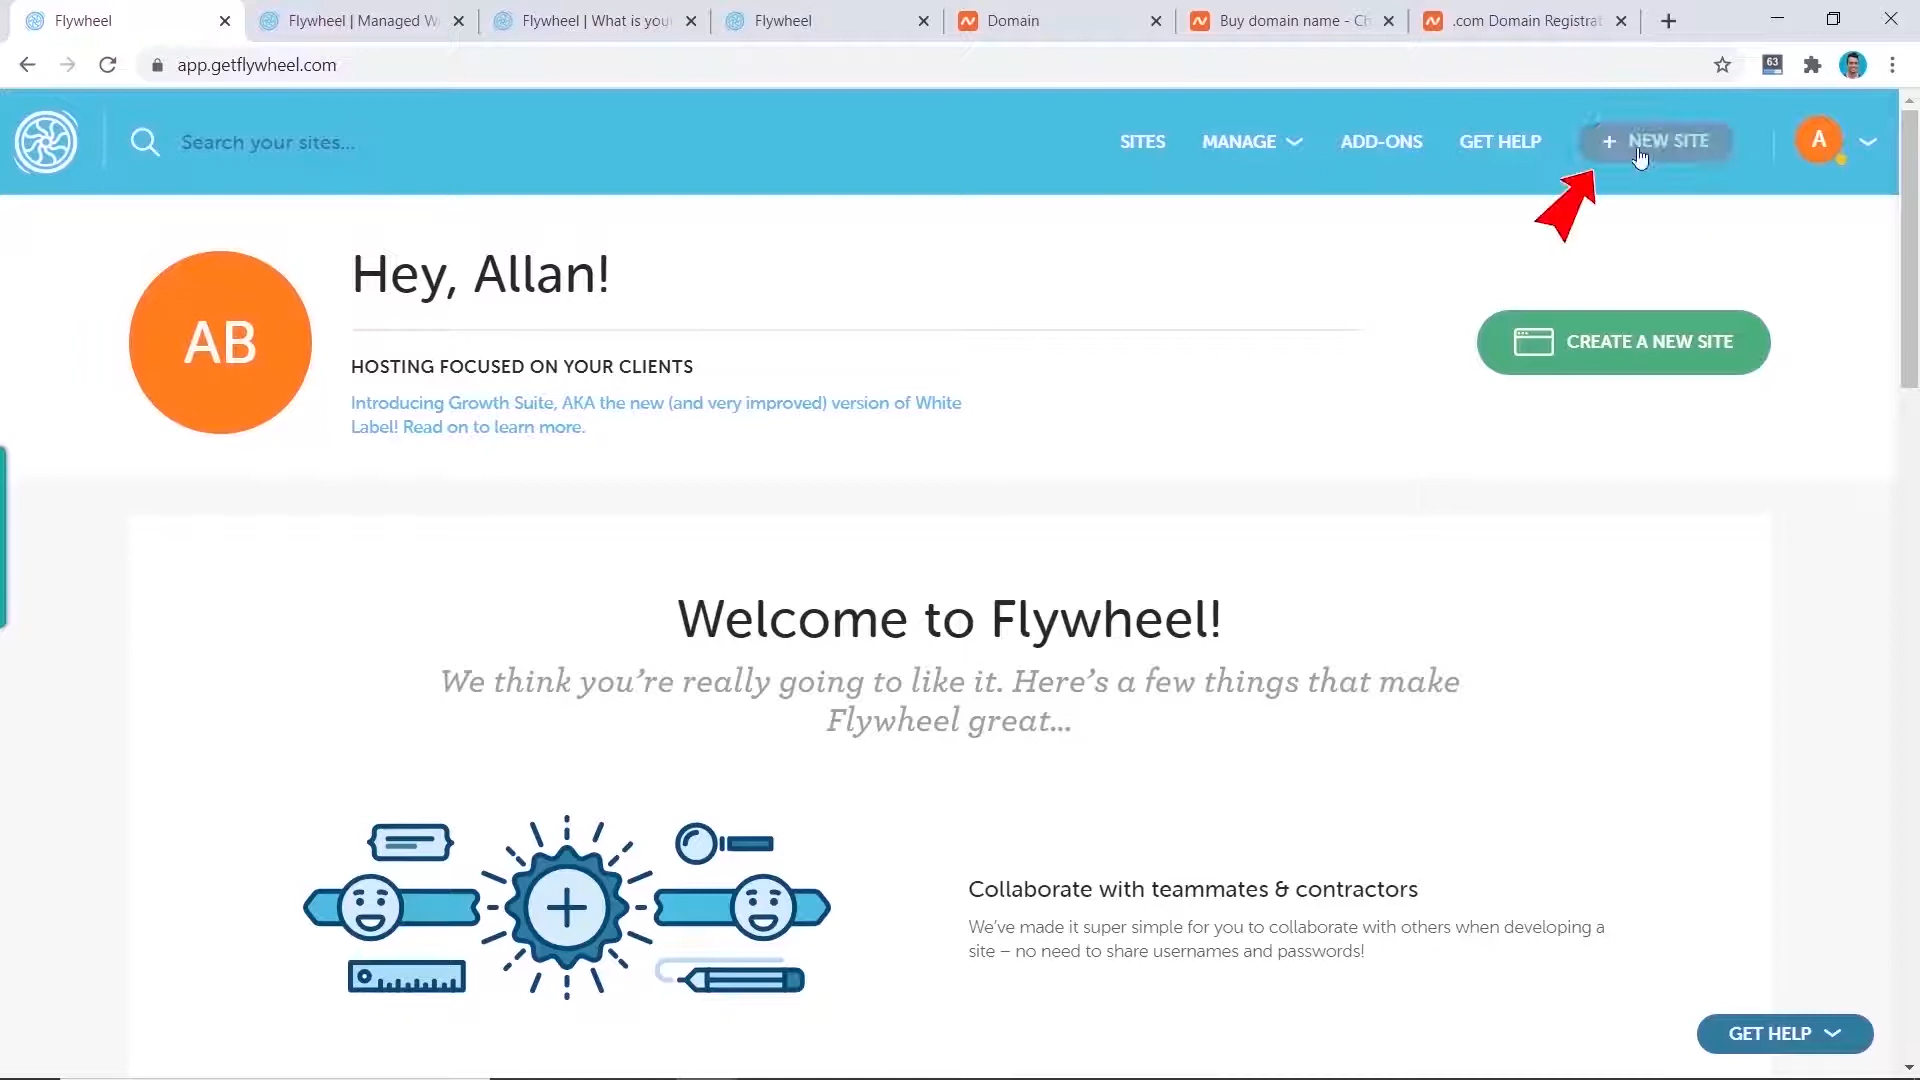 Flywheel
Flywheel | Managed W
Flywheel | What is you
Flywheel
Domain
Buy domain name - Ch
.com Domain Registrat
app.getflywheel.com
63
Search your sites...
SITES
MANAGE
ADD-ONS
GET HELP
+ NEW SITE
A
AB
Hey, Allan!
HOSTING FOCUSED ON YOUR CLIENTS
Introducing Growth Suite, AKA the new (and very improved) version of White
Label! Read on to learn more.
CREATE A NEW SITE
Welcome to Flywheel!
We think you’re really going to like it. Here’s a few things that make
Flywheel great...
Collaborate with teammates & contractors
We’ve made it super simple for you to collaborate with others when developing a
site – no need to share usernames and passwords!
GET HELP